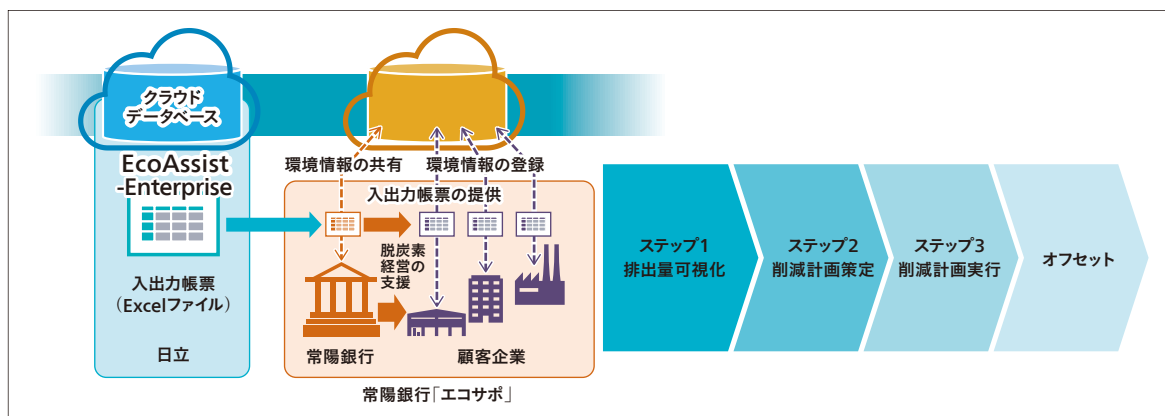 クラウド
データベース
EcoAssist
-Enterprise
入出力帳票
（Excelファイル）
日立
環境情報の共有
環境情報の登録
入出力帳票の提供
脱炭素
経営の
支援
常陽銀行
顧客企業
常陽銀行「エコサポ」
ステップ1
排出量可視化
ステップ2
削減計画策定
ステップ3
削減計画実行
オフセット